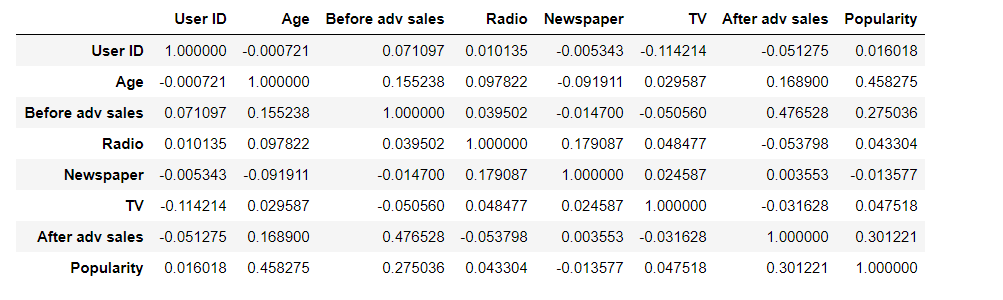 User ID Age Before adv sales Radio Newspaper TV After adv sales Popularity
User ID 1.000000 -0.000721 0.071097 0.010135 -0.005343 -0.114214 -0.051275 0.016018
Age -0.000721 1.000000 0.155238 0.097822 -0.091911 0.029587 0.168900 0.458275
Before adv sales 0.071097 0.155238 1.000000 0.039502 -0.014700 -0.050560 0.476528 0.275036
Radio 0.010135 0.097822 0.039502 1.000000 0.179087 0.048477 -0.053798 0.043304
Newspaper -0.005343 -0.091911 -0.014700 0.179087 1.000000 0.024587 0.003553 -0.013577
TV -0.114214 0.029587 -0.050560 0.048477 0.024587 1.000000 -0.031628 0.047518
After adv sales -0.051275 0.168900 0.476528 -0.053798 0.003553 -0.031628 1.000000 0.301221
Popularity 0.016018 0.458275 0.275036 0.043304 -0.013577 0.047518 0.301221 1.000000